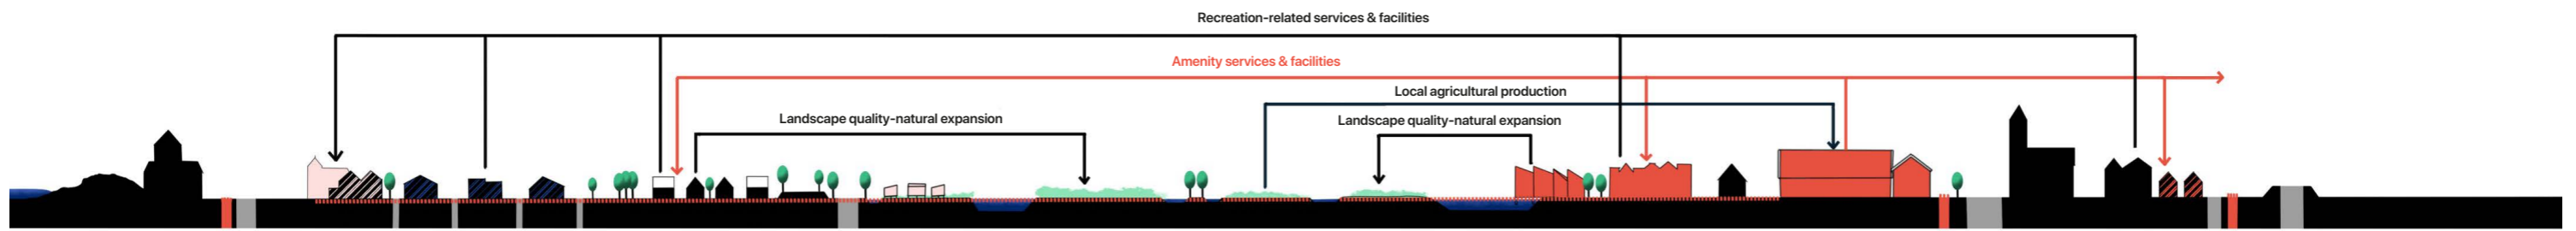 Recreation-related services & facilities
Amenity services & facilities
Local agricultural production
Landscape quality-natural expansion
Landscape quality-natural expansion